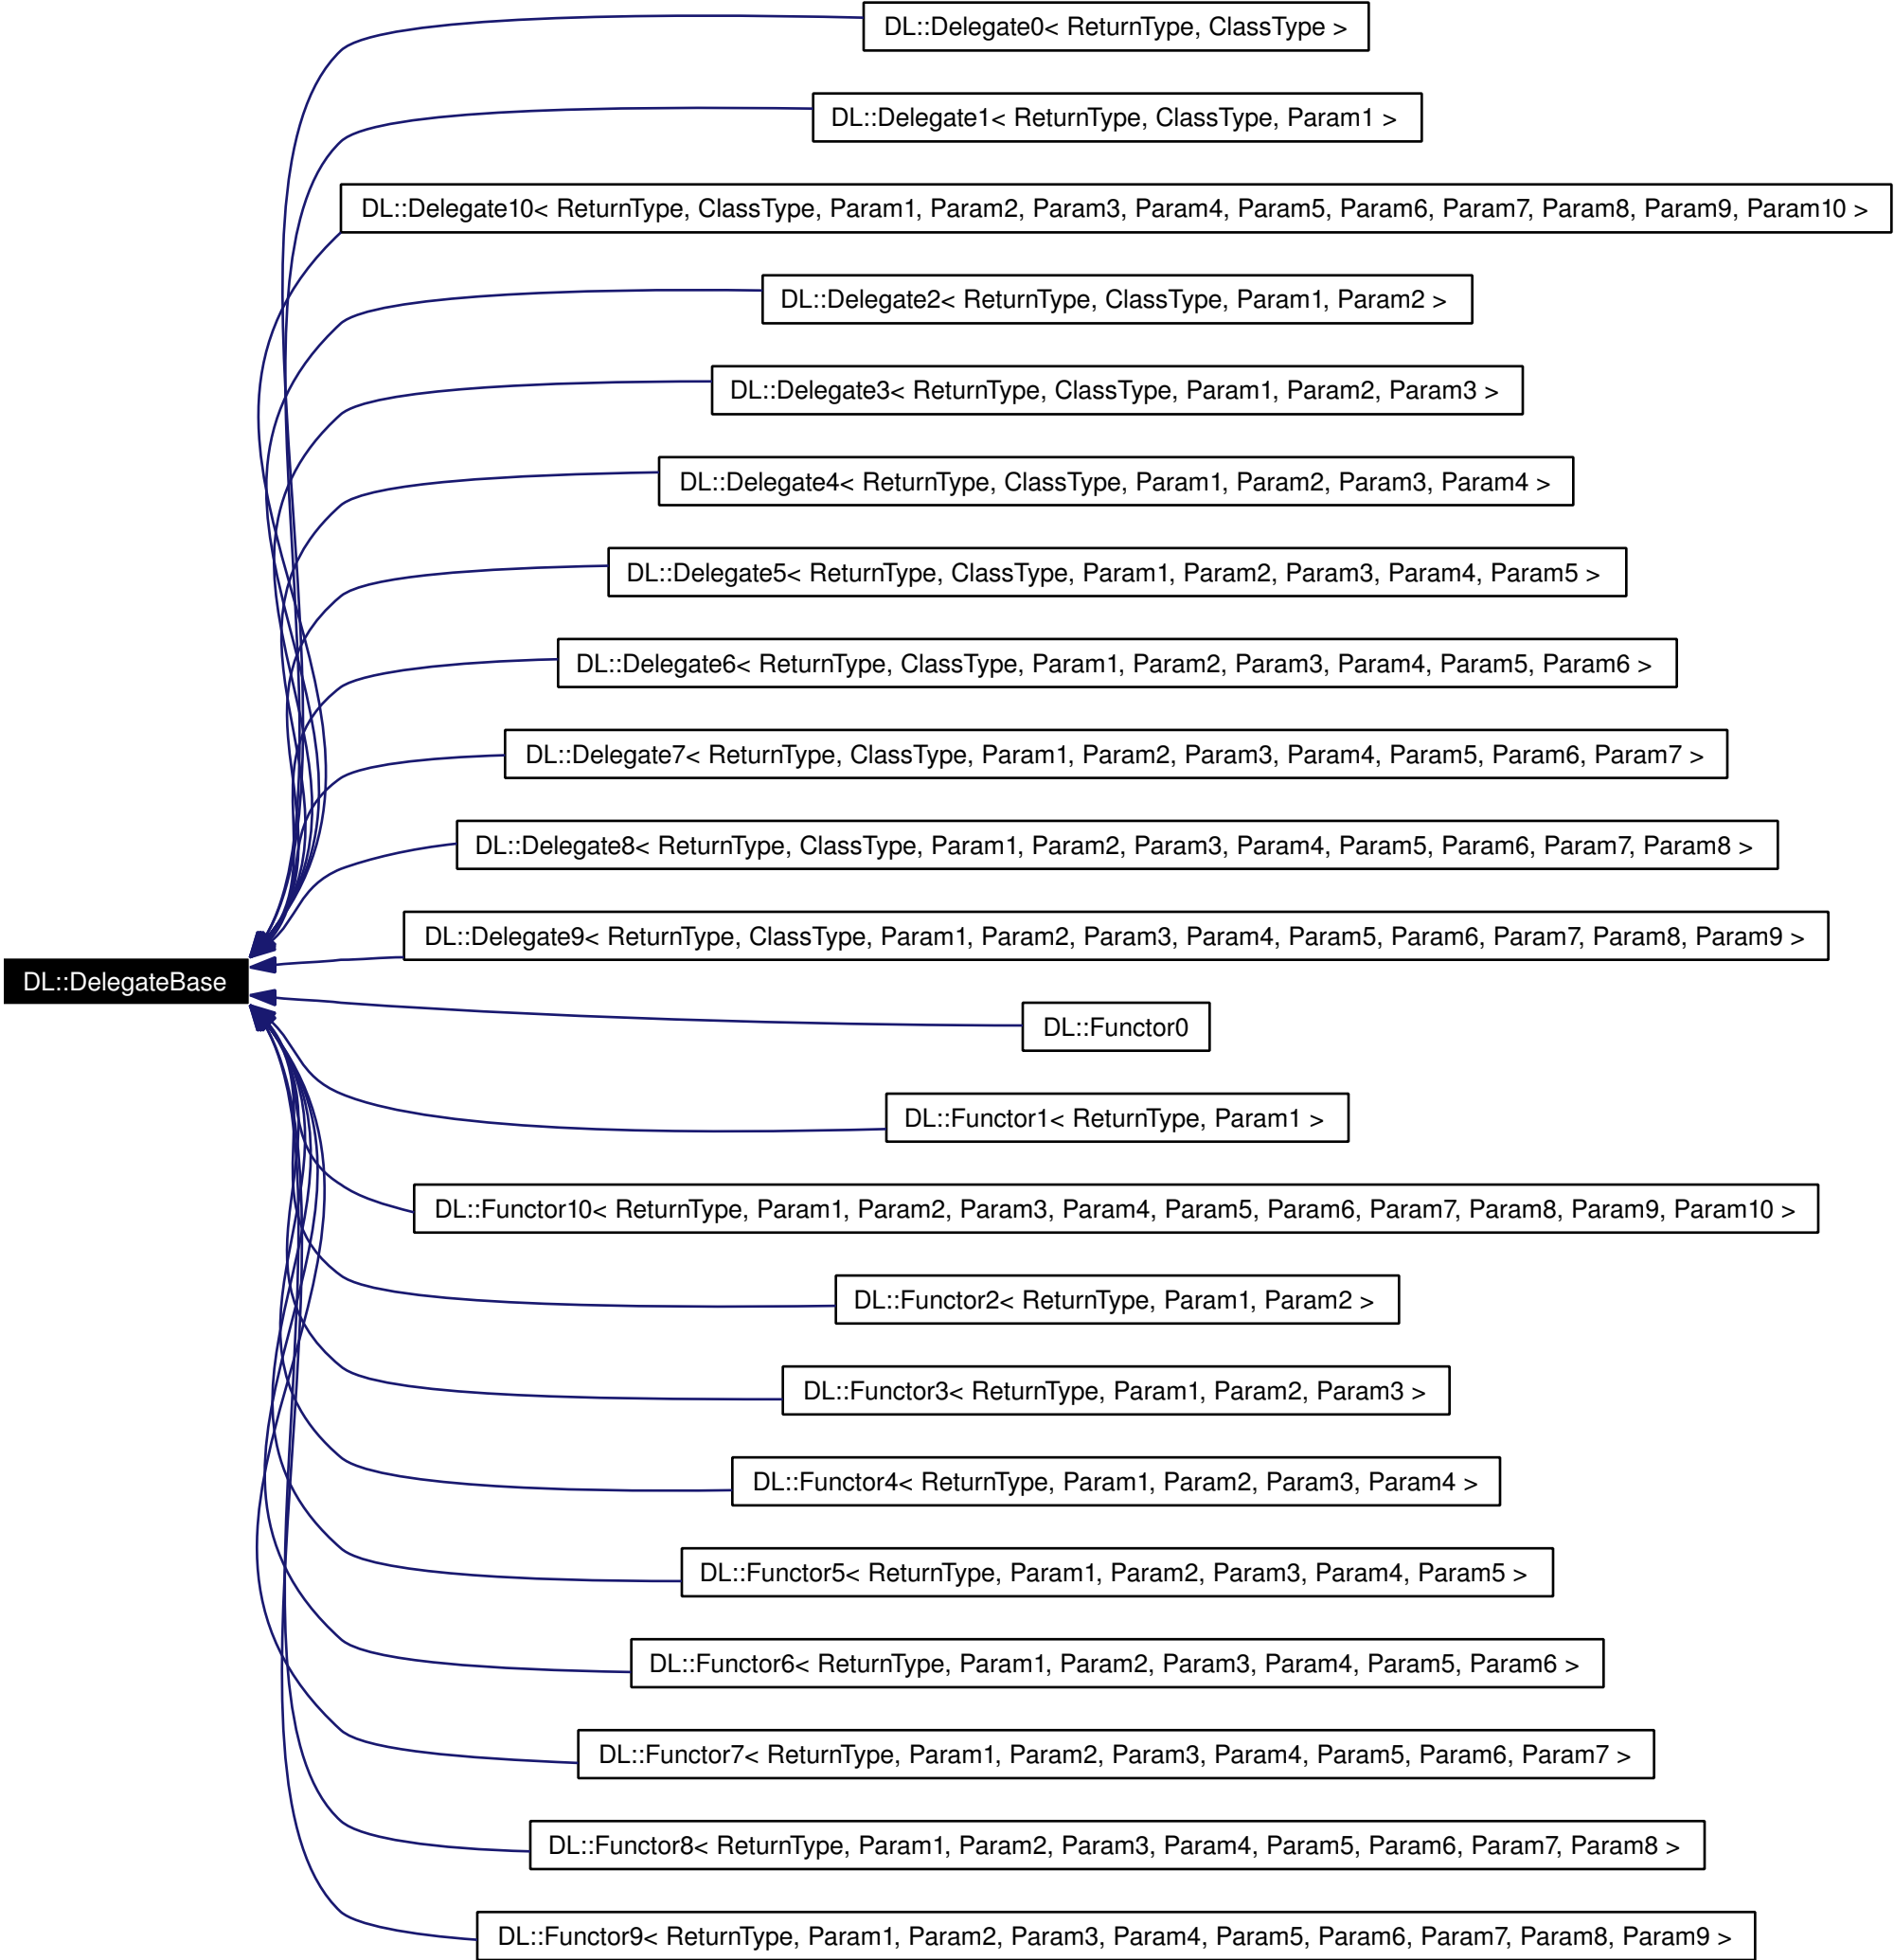 DL::Delegate0< ReturnType, ClassType >
DL::Delegate1< ReturnType, ClassType, Param1 >
DL::Delegate10< ReturnType, ClassType, Param1, Param2, Param3, Param4, Param5, Param6, Param7, Param8, Param9, Param10 >
DL::Delegate2< ReturnType, ClassType, Param1, Param2 >
DL::Delegate3< ReturnType, ClassType, Param1, Param2, Param3 >
DL::Delegate4< ReturnType, ClassType, Param1, Param2, Param3, Param4 >
DL::Delegate5< ReturnType, ClassType, Param1, Param2, Param3, Param4, Param5 >
DL::Delegate6< ReturnType, ClassType, Param1, Param2, Param3, Param4, Param5, Param6 >
DL::Delegate7< ReturnType, ClassType, Param1, Param2, Param3, Param4, Param5, Param6, Param7 >
DL::Delegate8< ReturnType, ClassType, Param1, Param2, Param3, Param4, Param5, Param6, Param7, Param8 >
DL::Delegate9< ReturnType, ClassType, Param1, Param2, Param3, Param4, Param5, Param6, Param7, Param8, Param9 >
DL::DelegateBase
DL::Functor0
DL::Functor1< ReturnType, Param1 >
DL::Functor10< ReturnType, Param1, Param2, Param3, Param4, Param5, Param6, Param7, Param8, Param9, Param10 >
DL::Functor2< ReturnType, Param1, Param2 >
DL::Functor3< ReturnType, Param1, Param2, Param3 >
DL::Functor4< ReturnType, Param1, Param2, Param3, Param4 >
DL::Functor5< ReturnType, Param1, Param2, Param3, Param4, Param5 >
DL::Functor6< ReturnType, Param1, Param2, Param3, Param4, Param5, Param6 >
DL::Functor7< ReturnType, Param1, Param2, Param3, Param4, Param5, Param6, Param7 >
DL::Functor8< ReturnType, Param1, Param2, Param3, Param4, Param5, Param6, Param7, Param8 >
DL::Functor9< ReturnType, Param1, Param2, Param3, Param4, Param5, Param6, Param7, Param8, Param9 >